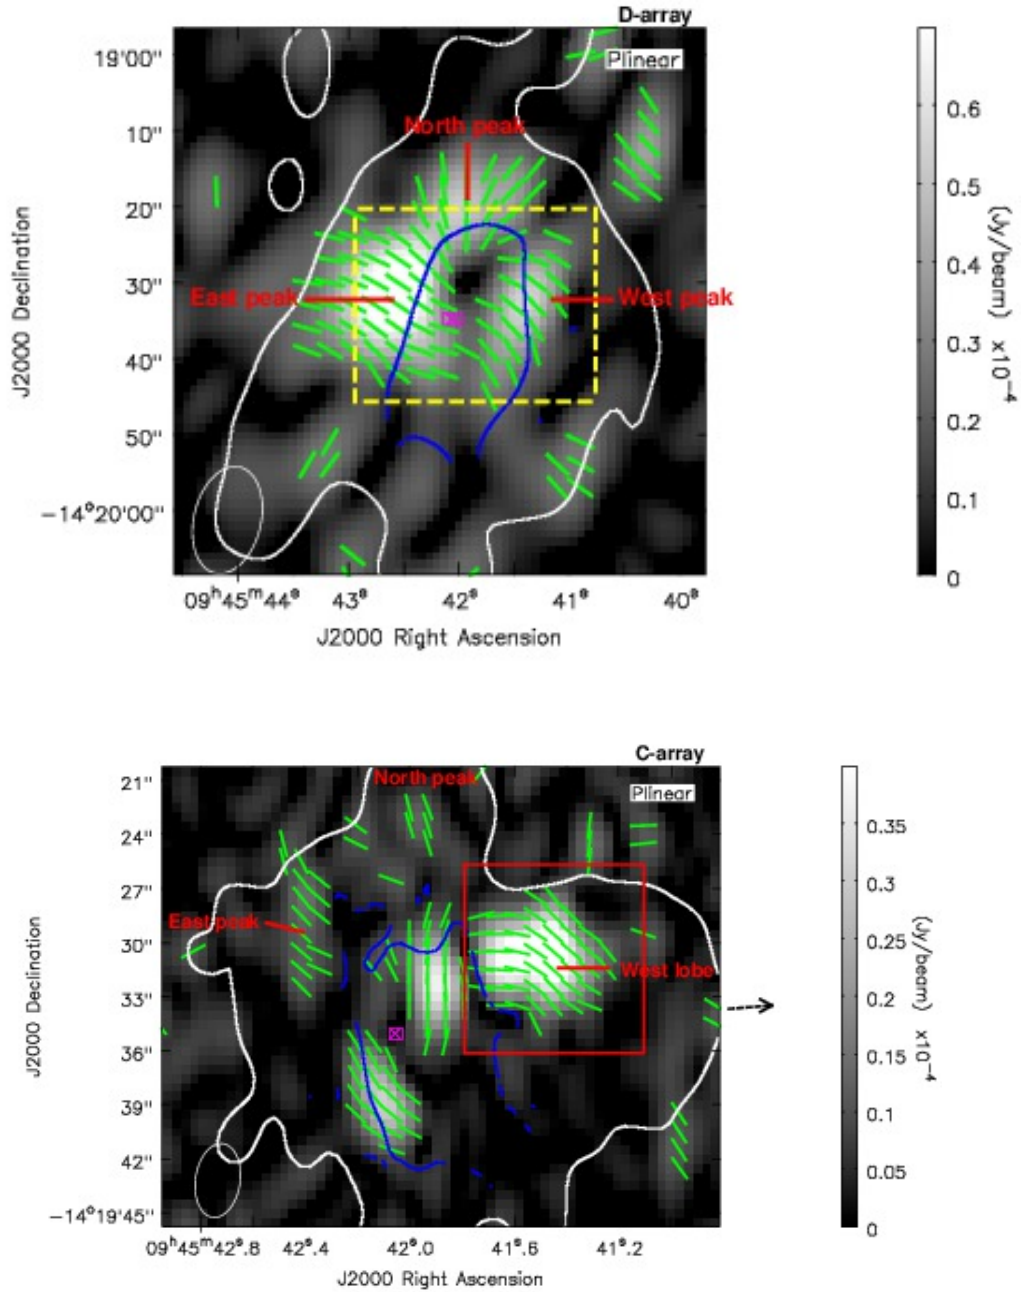 D-array
Plinear
19'00"
10"
20"
30"
40"
50"
−14°20'00"
North peak
East peak
West peak
09ʰ45ᵐ44ˢ 43ˢ 42ˢ 41ˢ 40ˢ
J2000 Right Ascension
J2000 Declination
0.6
0.5
0.4
0.3
0.2
0.1
0
(Jy/beam) x10⁻⁴
C-array
Plinear
21"
24"
27"
30"
33"
36"
39"
42"
−14°19'45"
North peak
East peak
West lobe
09ʰ45ᵐ42ˢ.8 42ˢ.4 42ˢ.0 41ˢ.6 41ˢ.2
J2000 Right Ascension
J2000 Declination
0.35
0.3
0.25
0.2
0.15
0.1
0.05
0
(Jy/beam) x10⁻⁴